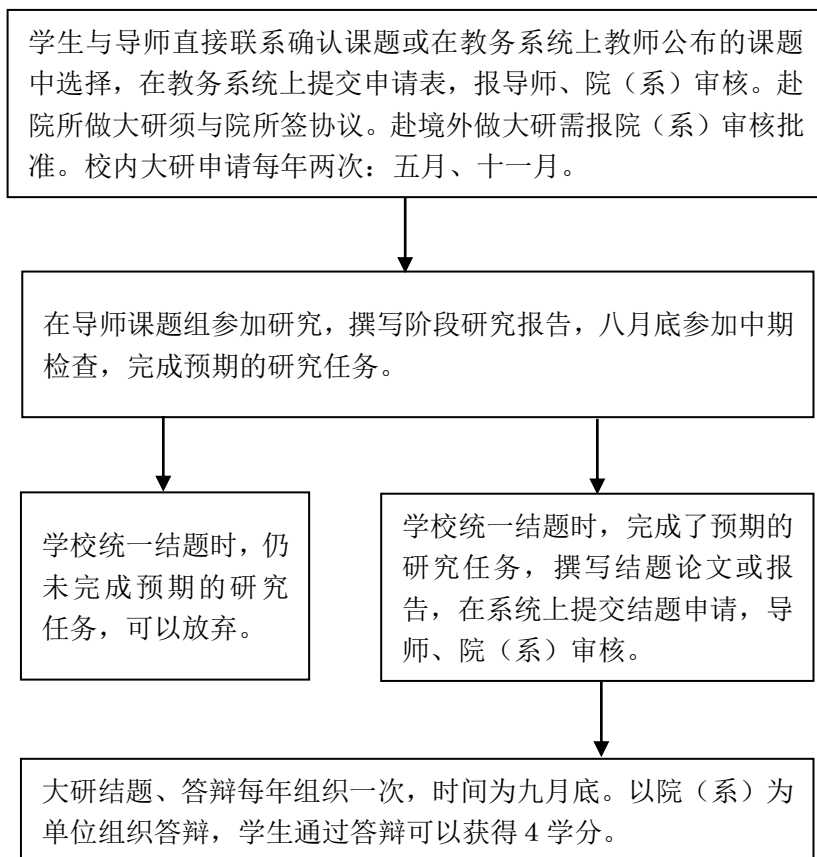 学生与导师直接联系确认课题或在教务系统上教师公布的课题
中选择，在教务系统上提交申请表，报导师、院（系）审核。赴
院所做大研须与院所签协议。赴境外做大研需报院（系）审核批
准。校内大研申请每年两次：五月、十一月。
在导师课题组参加研究，撰写阶段研究报告，八月底参加中期
检查，完成预期的研究任务。
学校统一结题时，仍
未完成预期的研究
任务，可以放弃。
学校统一结题时，完成了预期的
研究任务，撰写结题论文或报
告，在系统上提交结题申请，导
师、院（系）审核。
大研结题、答辩每年组织一次，时间为九月底。以院（系）为
单位组织答辩，学生通过答辩可以获得 4 学分。